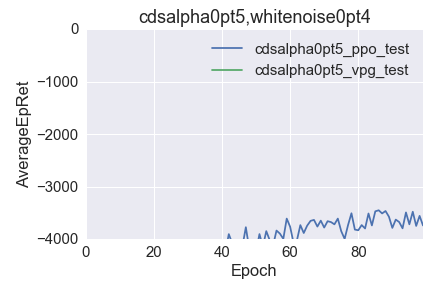 cdsalpha0pt5,whitenoise0pt4
0
cdsalpha0pt5_ppo_test
cdsalpha0pt5_vpg_test
−1000
−2000
−3000
−4000
AverageEpRet
0 20 40 60 80
Epoch